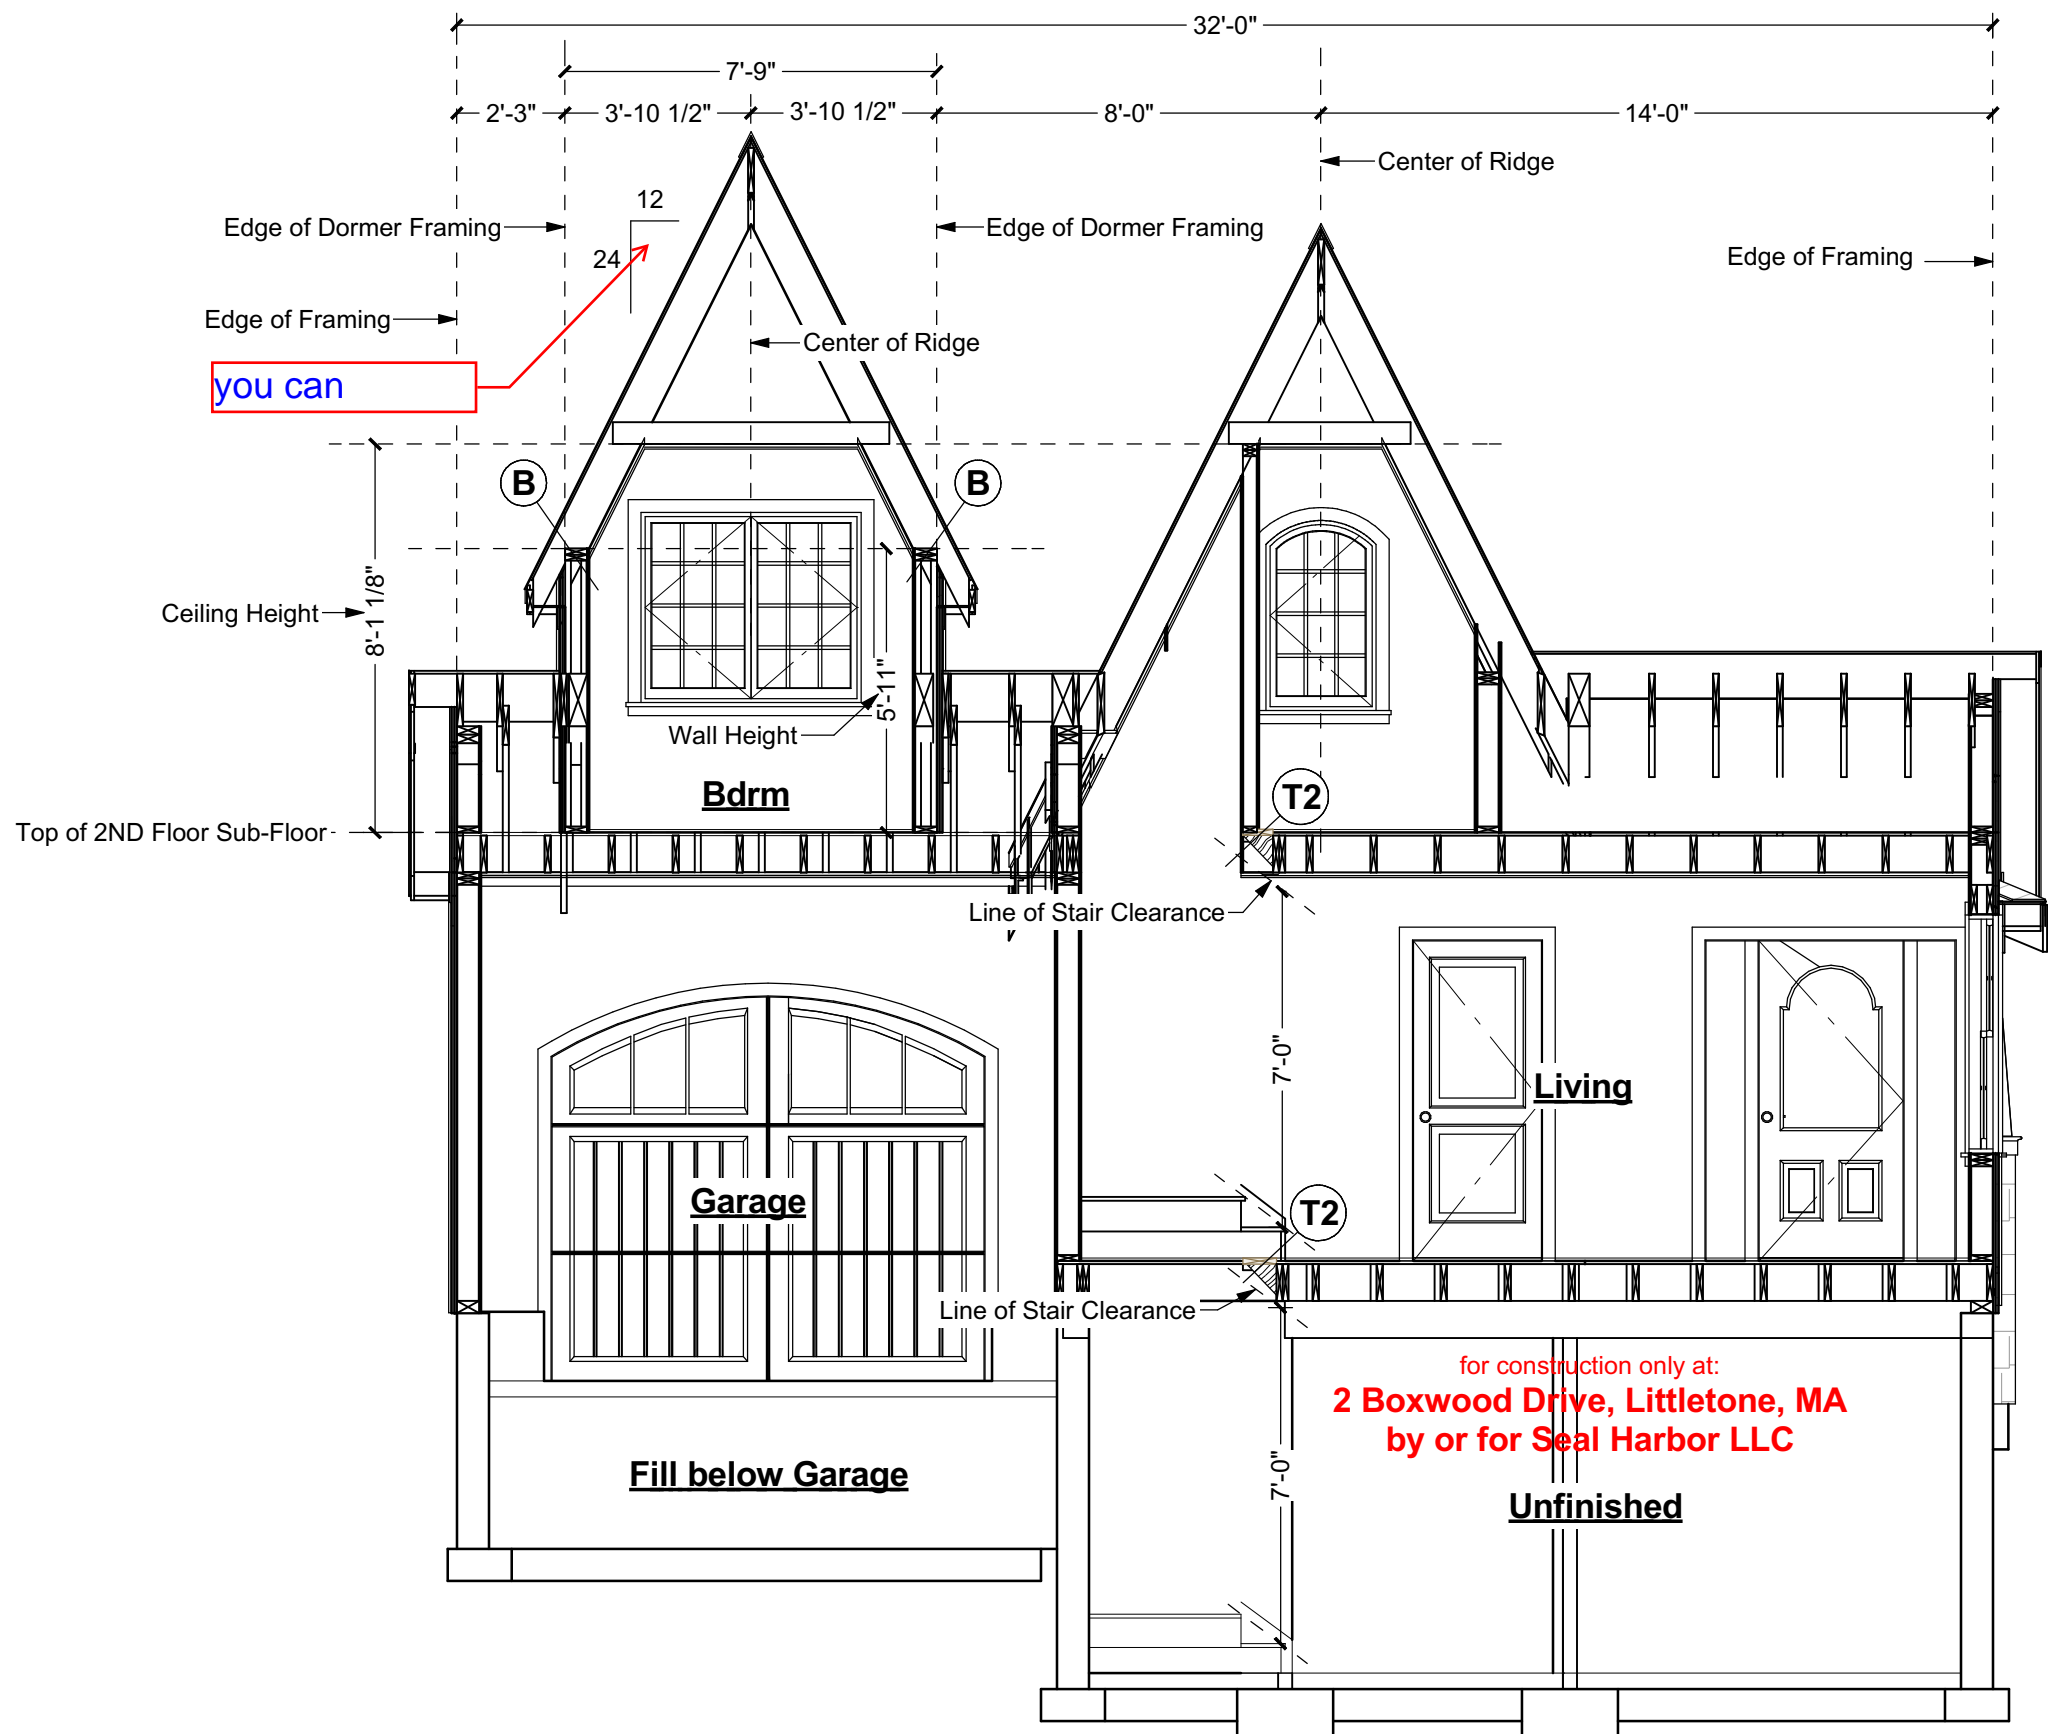 32'-0"
7'-9"
2'-3"
3'-10 1/2"
3'-10 1/2"
8'-0"
14'-0"
Center of Ridge
12
24
Edge of Dormer Framing
Edge of Dormer Framing
Edge of Framing
Edge of Framing
Center of Ridge
you can
B
B
8'-1 1/8"
Ceiling Height
5'-11"
Wall Height
Bdrm
T2
Top of 2ND Floor Sub-Floor
Line of Stair Clearance
7'-0"
Living
Garage
T2
Line of Stair Clearance
for construction only at:
2 Boxwood Drive, Littletone, MA
by or for Seal Harbor LLC
7'-0"
Fill below Garage
Unfinished